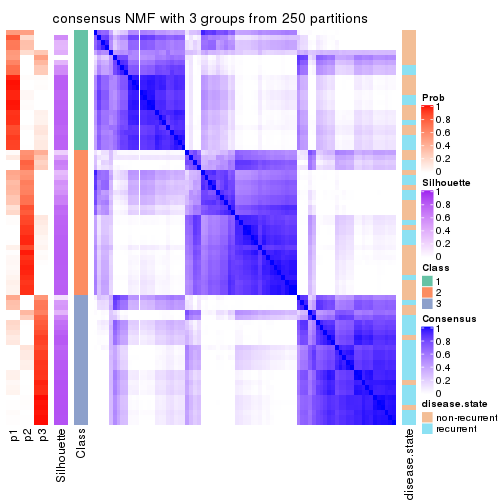 consensus NMF with 3 groups from 250 partitions
Prob
1
0.8
0.6
0.4
0.2
0
Silhouette
1
0.8
0.6
0.4
0.2
0
Class
1
2
3
Consensus
1
0.8
0.6
0.4
0.2
0
disease.state
non-recurrent
recurrent
p1
p2
p3
Silhouette
Class
disease.state